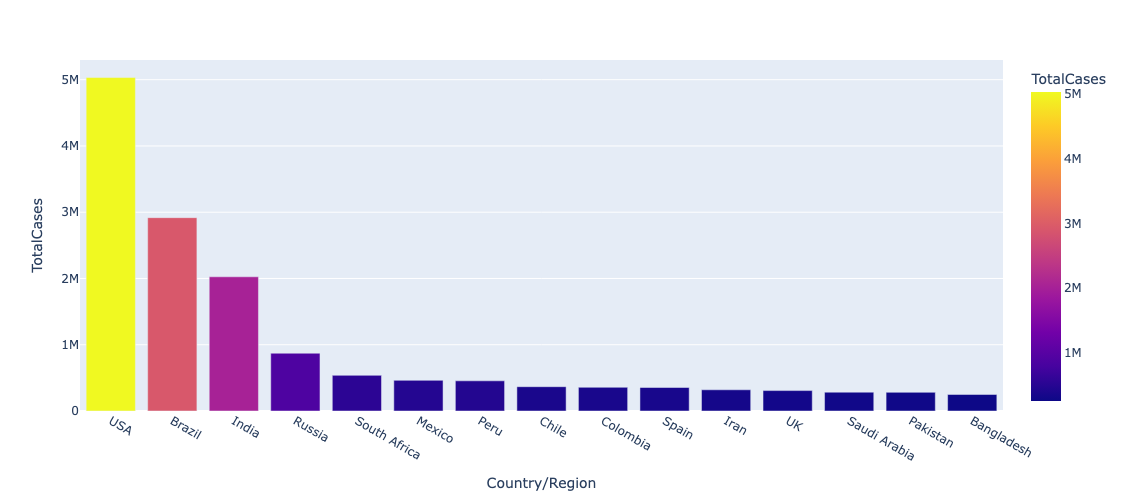 TotalCases
5M
4M
3M
2M
1M
0
USA
Brazil
India
Russia
South Africa
Mexico
Peru
Chile
Colombia
Spain
Iran
UK
Saudi Arabia
Pakistan
Bangladesh
Country/Region
TotalCases
5M
4M
3M
2M
1M